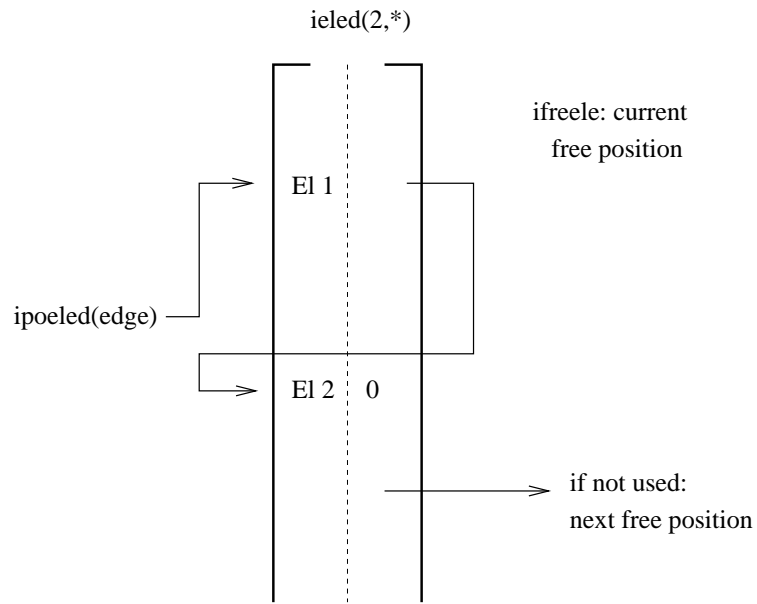 ieled(2,*)
ifreele: current
free position
El 1
ipoeled(edge)
El 2
0
if not used:
next free position